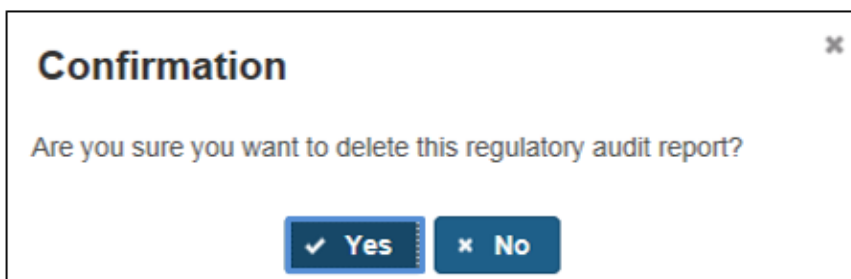 Confirmation
Are you sure you want to delete this regulatory audit report?
Yes No